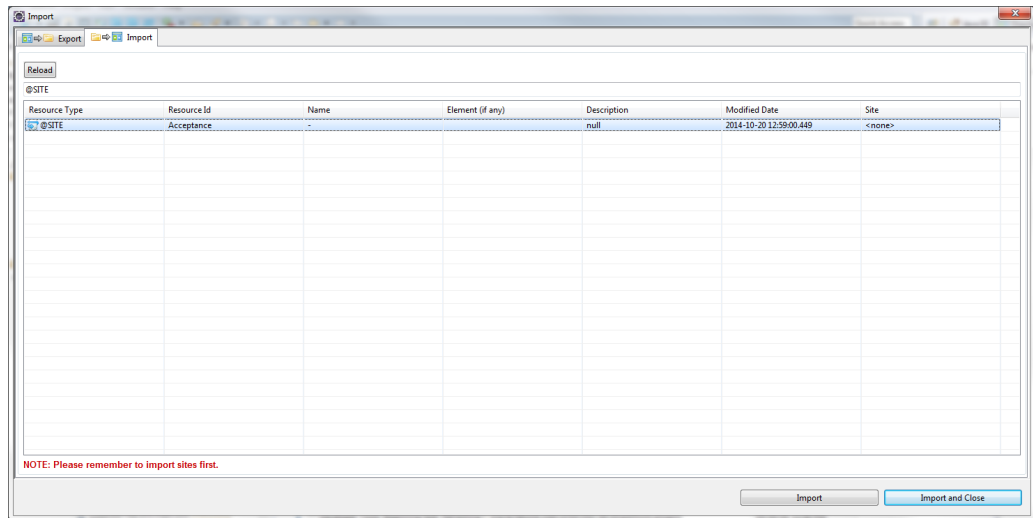 Import
Export Import
Reload
@SITE
Resource Type Resource Id Name Element (if any) Description Modified Date Site
@SITE Acceptance - null 2014-10-20 12:59:00.449 <none>
NOTE: Please remember to import sites first.
Import Import and Close